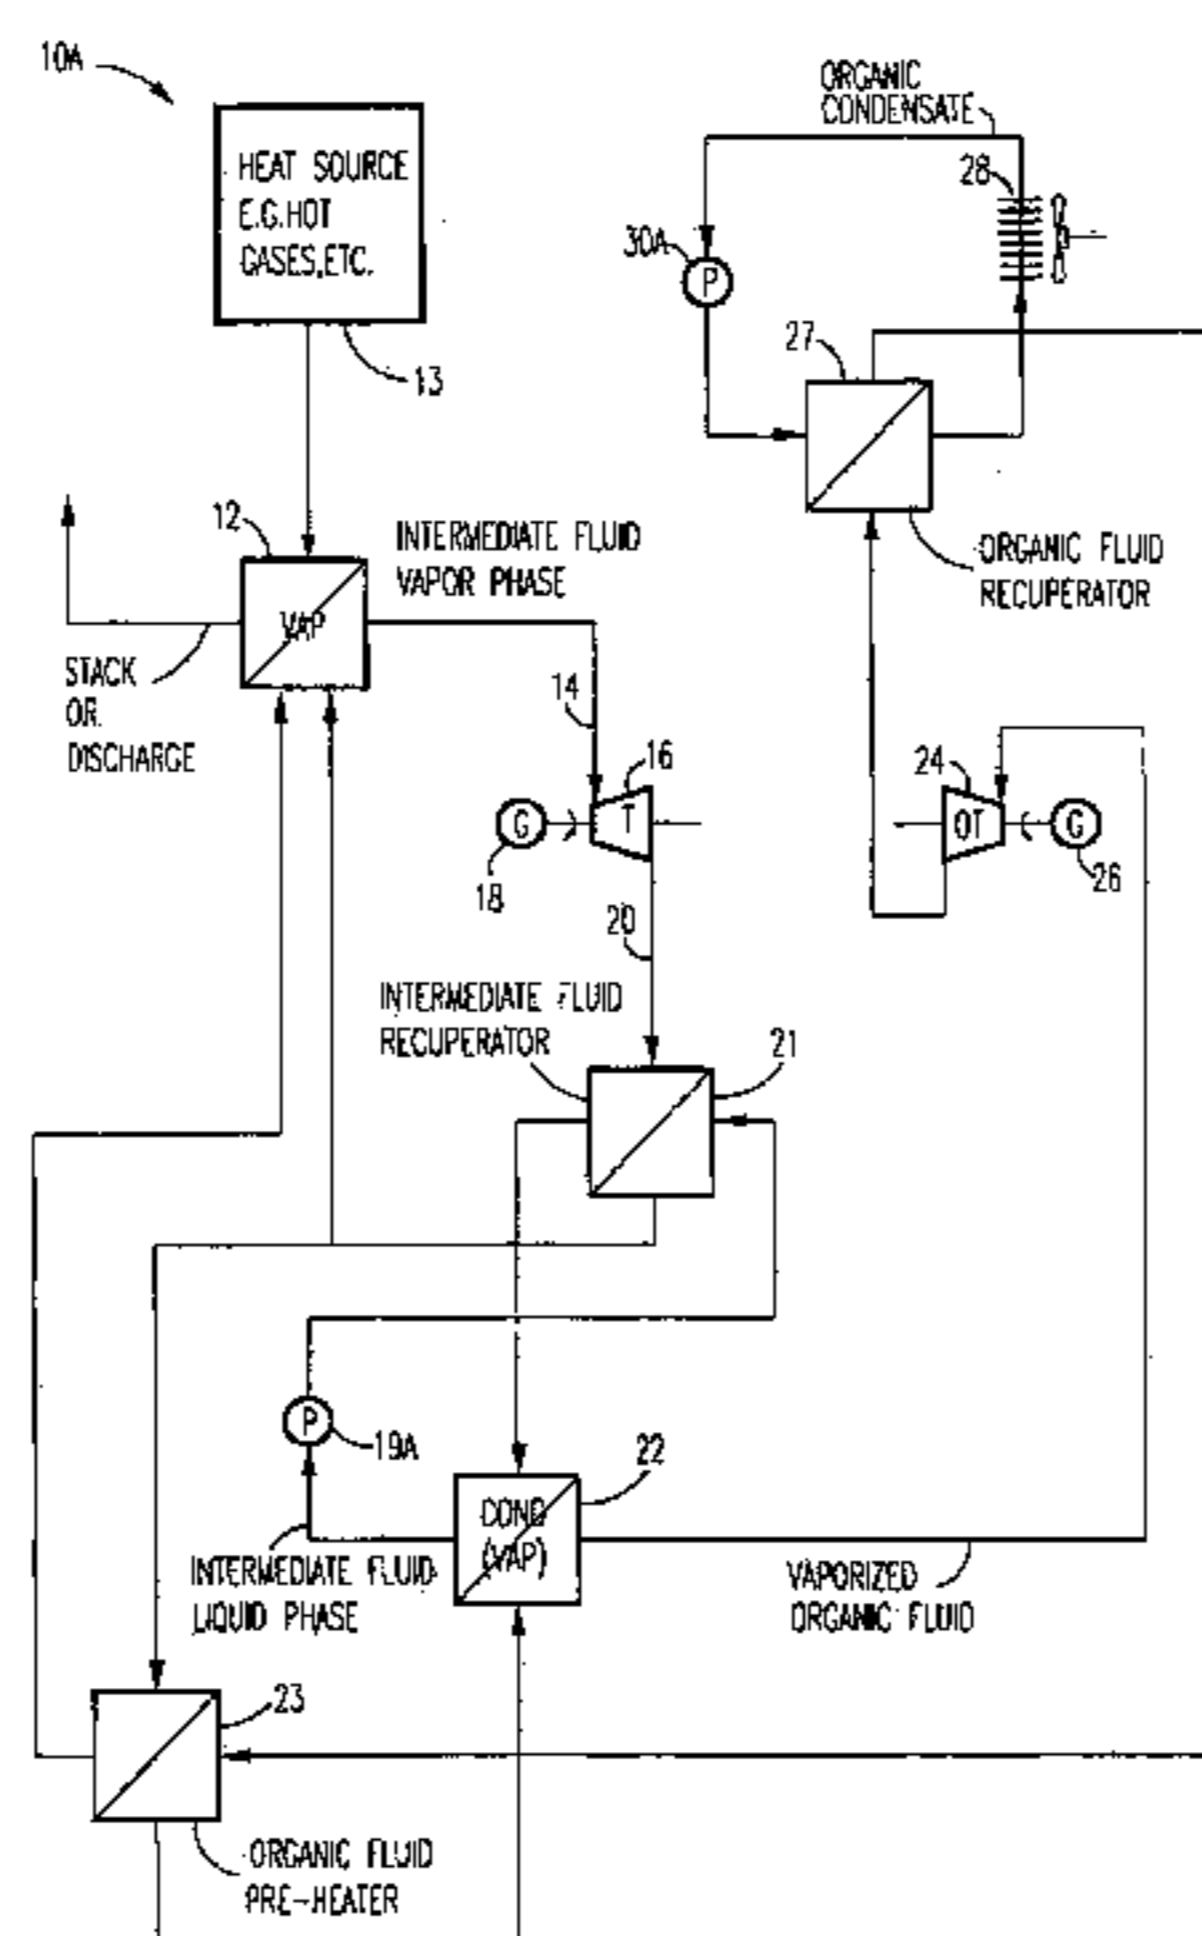 10A
HEAT SOURCE
E.G.HOT
GASES,ETC.
13
ORGANIC
CONDENSATE
28
30A
P
27
ORGANIC FLUID
RECUPERATOR
12
VAP
INTERMEDIATE FLUID
VAPOR PHASE
STACK
OR
DISCHARGE
14
16
T
G
18
24
OT
G
26
20
INTERMEDIATE FLUID
RECUPERATOR
21
P
19A
22
COND
(VAP)
INTERMEDIATE FLUID
LIQUID PHASE
VAPORIZED
ORGANIC FLUID
23
ORGANIC FLUID
PRE-HEATER